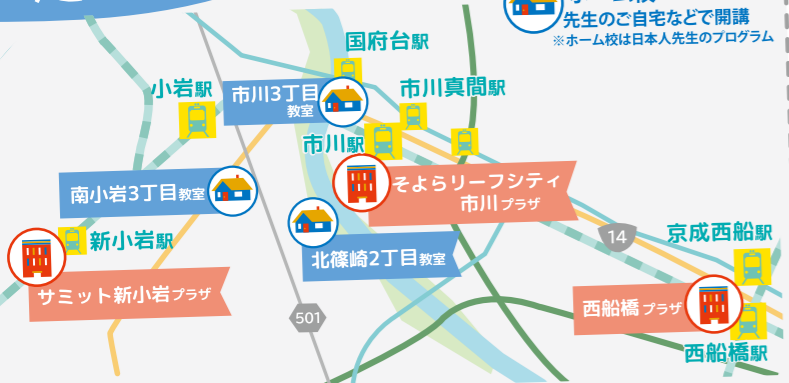 先生のご自宅などで開講
※ホーム校は日本人先生のプログラム
国府台駅
小岩駅
市川3丁目
教室
市川真間駅
市川駅
そよらリーフシティ
市川プラザ
南小岩3丁目教室
新小岩駅
サミット新小岩プラザ
北篠崎2丁目教室
14
京成西船駅
西船橋プラザ
西船橋駅
501